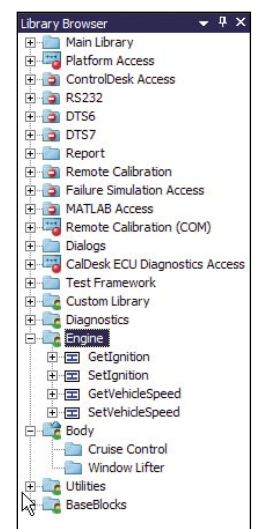 Library Browser
Main Library
Platform Access
ControlDesk Access
RS232
DTS6
DTS7
Report
Remote Calibration
Failure Simulation Access
MATLAB Access
Remote Calibration (COM)
Dialogs
CalDesk ECU Diagnostics Access
Test Framework
Custom Library
Diagnostics
Engine
GetIgnition
SetIgnition
GetVehicleSpeed
SetVehicleSpeed
Body
Cruise Control
Window Lifter
Utilities
BaseBlocks